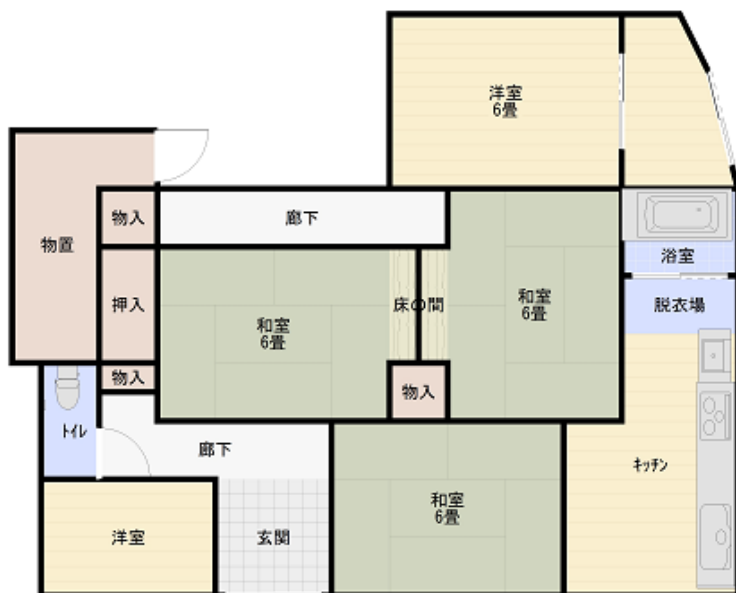 洋室
6畳
物入
廊下
物置
浴室
押入
床の間
和室
6畳
脱衣場
和室
6畳
物入
物入
トイレ
廊下
キッチン
和室
6畳
洋室
玄関